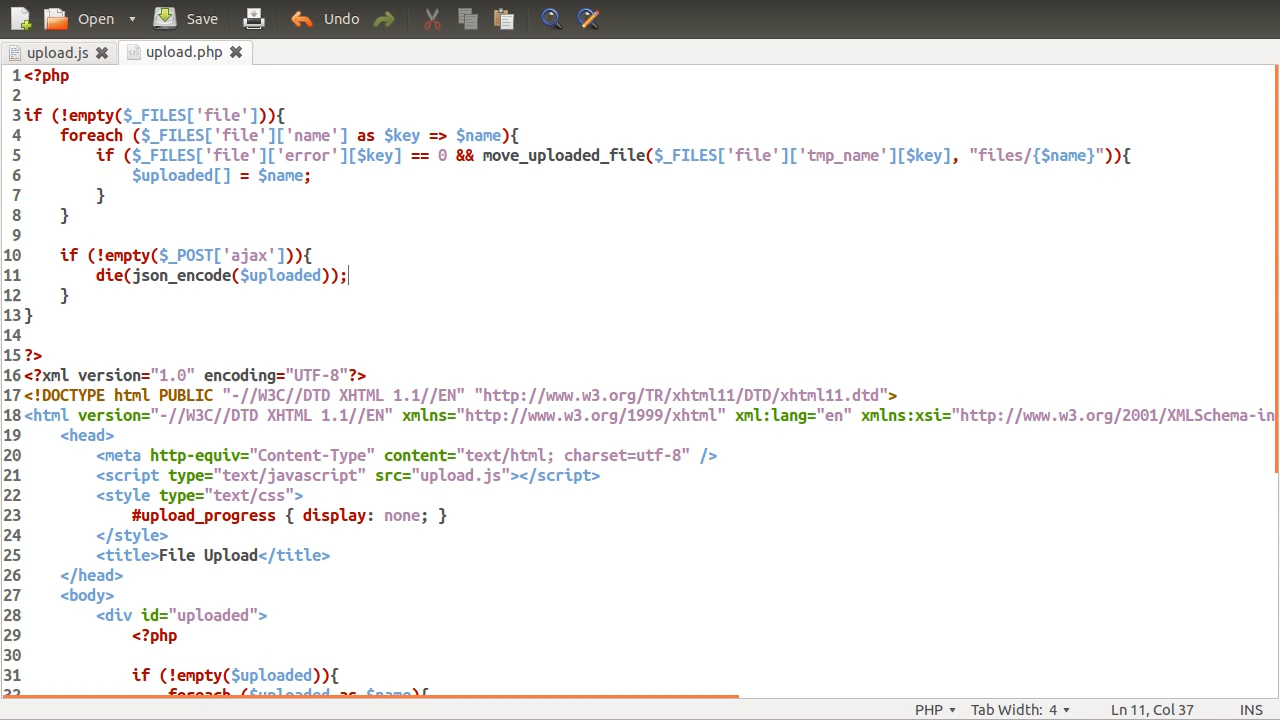 Open Save Undo
upload.js upload.php
1 <?php
2
3 if (!empty($_FILES['file'])){
4     foreach ($_FILES['file']['name'] as $key => $name){
5         if ($_FILES['file']['error'][$key] == 0 && move_uploaded_file($_FILES['file']['tmp_name'][$key], "files/{$name}")){
6             $uploaded[] = $name;
7         }
8     }
9
10     if (!empty($_POST['ajax'])){
11         die(json_encode($uploaded));
12     }
13 }
14
15 ?>
16 <?xml version="1.0" encoding="UTF-8"?>
17 <!DOCTYPE html PUBLIC "-//W3C//DTD XHTML 1.1//EN" "http://www.w3.org/TR/xhtml11/DTD/xhtml11.dtd">
18 <html version="-//W3C//DTD XHTML 1.1//EN" xmlns="http://www.w3.org/1999/xhtml" xml:lang="en" xmlns:xsi="http://www.w3.org/2001/XMLSchema-in
19     <head>
20         <meta http-equiv="Content-Type" content="text/html; charset=utf-8" />
21         <script type="text/javascript" src="upload.js"></script>
22         <style type="text/css">
23             #upload_progress { display: none; }
24         </style>
25         <title>File Upload</title>
26     </head>
27     <body>
28         <div id="uploaded">
29             <?php
30
31             if (!empty($uploaded)){
32                 foreach ($uploaded as $name){
PHP Tab Width: 4 Ln 11, Col 37 INS